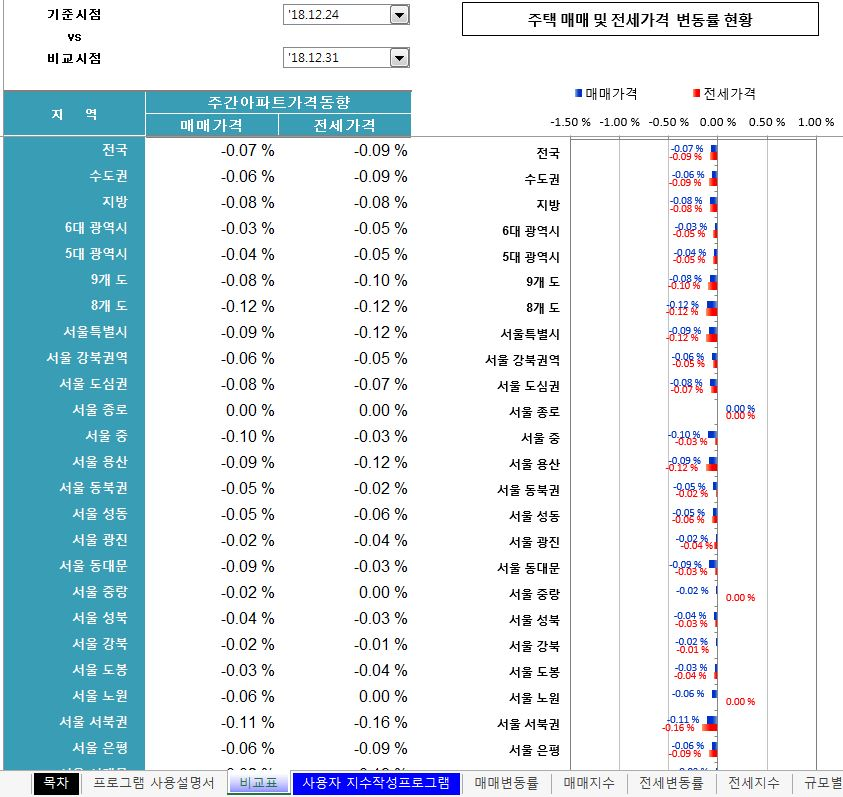 기준시점
'18.12.24
vs
비교시점
'18.12.31
주택 매매 및 전세가격 변동률 현황
지 역
주간아파트가격동향
매매가격 전세가격
매매가격 전세가격
-1.50 % -1.00 % -0.50 % 0.00 % 0.50 % 1.00 %
전국 -0.07 % -0.09 %
수도권 -0.06 % -0.09 %
지방 -0.08 % -0.08 %
6대 광역시 -0.03 % -0.05 %
5대 광역시 -0.04 % -0.05 %
9개 도 -0.08 % -0.10 %
8개 도 -0.12 % -0.12 %
서울특별시 -0.09 % -0.12 %
서울 강북권역 -0.06 % -0.05 %
서울 도심권 -0.08 % -0.07 %
서울 종로 0.00 % 0.00 %
서울 중 -0.10 % -0.03 %
서울 용산 -0.09 % -0.12 %
서울 동북권 -0.05 % -0.02 %
서울 성동 -0.05 % -0.06 %
서울 광진 -0.02 % -0.04 %
서울 동대문 -0.09 % -0.03 %
서울 중랑 -0.02 % 0.00 %
서울 성북 -0.04 % -0.03 %
서울 강북 -0.02 % -0.01 %
서울 도봉 -0.03 % -0.04 %
서울 노원 -0.06 % 0.00 %
서울 서북권 -0.11 % -0.16 %
서울 은평 -0.06 % -0.09 %
전국 -0.07 % -0.09 %
수도권 -0.06 % -0.09 %
지방 -0.08 % -0.08 %
6대 광역시 -0.03 % -0.05 %
5대 광역시 -0.04 % -0.05 %
9개 도 -0.08 % -0.10 %
8개 도 -0.12 % -0.12 %
서울특별시 -0.09 % -0.12 %
서울 강북권역 -0.06 % -0.05 %
서울 도심권 -0.08 % -0.07 %
서울 종로 0.00 % 0.00 %
서울 중 -0.10 % -0.03 %
서울 용산 -0.09 % -0.12 %
서울 동북권 -0.05 % -0.02 %
서울 성동 -0.05 % -0.06 %
서울 광진 -0.02 % -0.04 %
서울 동대문 -0.09 % -0.03 %
서울 중랑 -0.02 % 0.00 %
서울 성북 -0.04 % -0.03 %
서울 강북 -0.02 % -0.01 %
서울 도봉 -0.03 % -0.04 %
서울 노원 -0.06 % 0.00 %
서울 서북권 -0.11 % -0.16 %
서울 은평 -0.06 % -0.09 %
목차 프로그램 사용설명서 비교표 사용자 지수작성프로그램 매매변동률 매매지수 전세변동률 전세지수 규모별